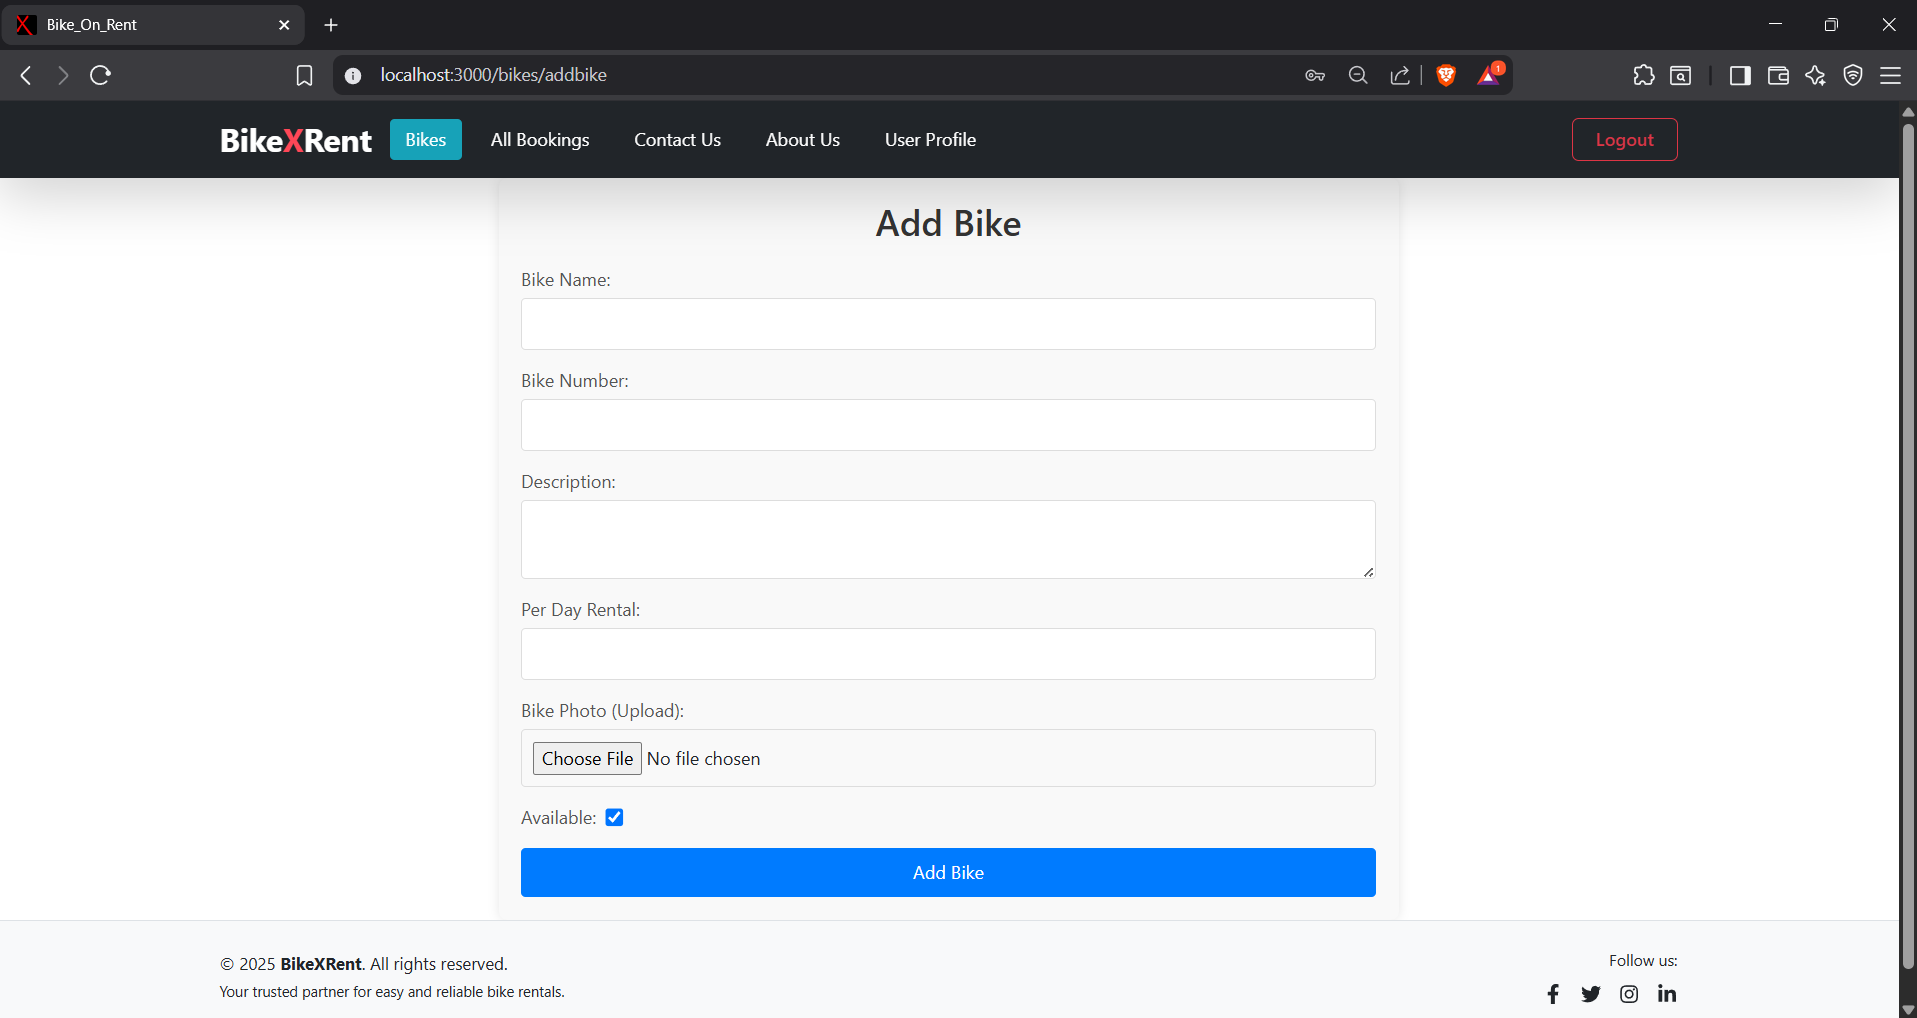 Bike_On_Rent
localhost:3000/bikes/addbike
1
BikeXRent Bikes All Bookings Contact Us About Us User Profile Logout
Add Bike
Bike Name:
Bike Number:
Description:
Per Day Rental:
Bike Photo (Upload):
Choose File No file chosen
Available:
Add Bike
© 2025 BikeXRent. All rights reserved.
Your trusted partner for easy and reliable bike rentals.
Follow us: